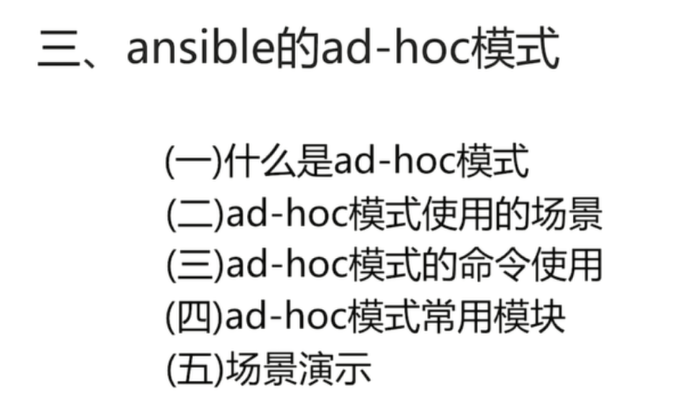 三、ansible的ad-hoc模式
(一)什么是ad-hoc模式
(二)ad-hoc模式使用的场景
(三)ad-hoc模式的命令使用
(四)ad-hoc模式常用模块
(五)场景演示